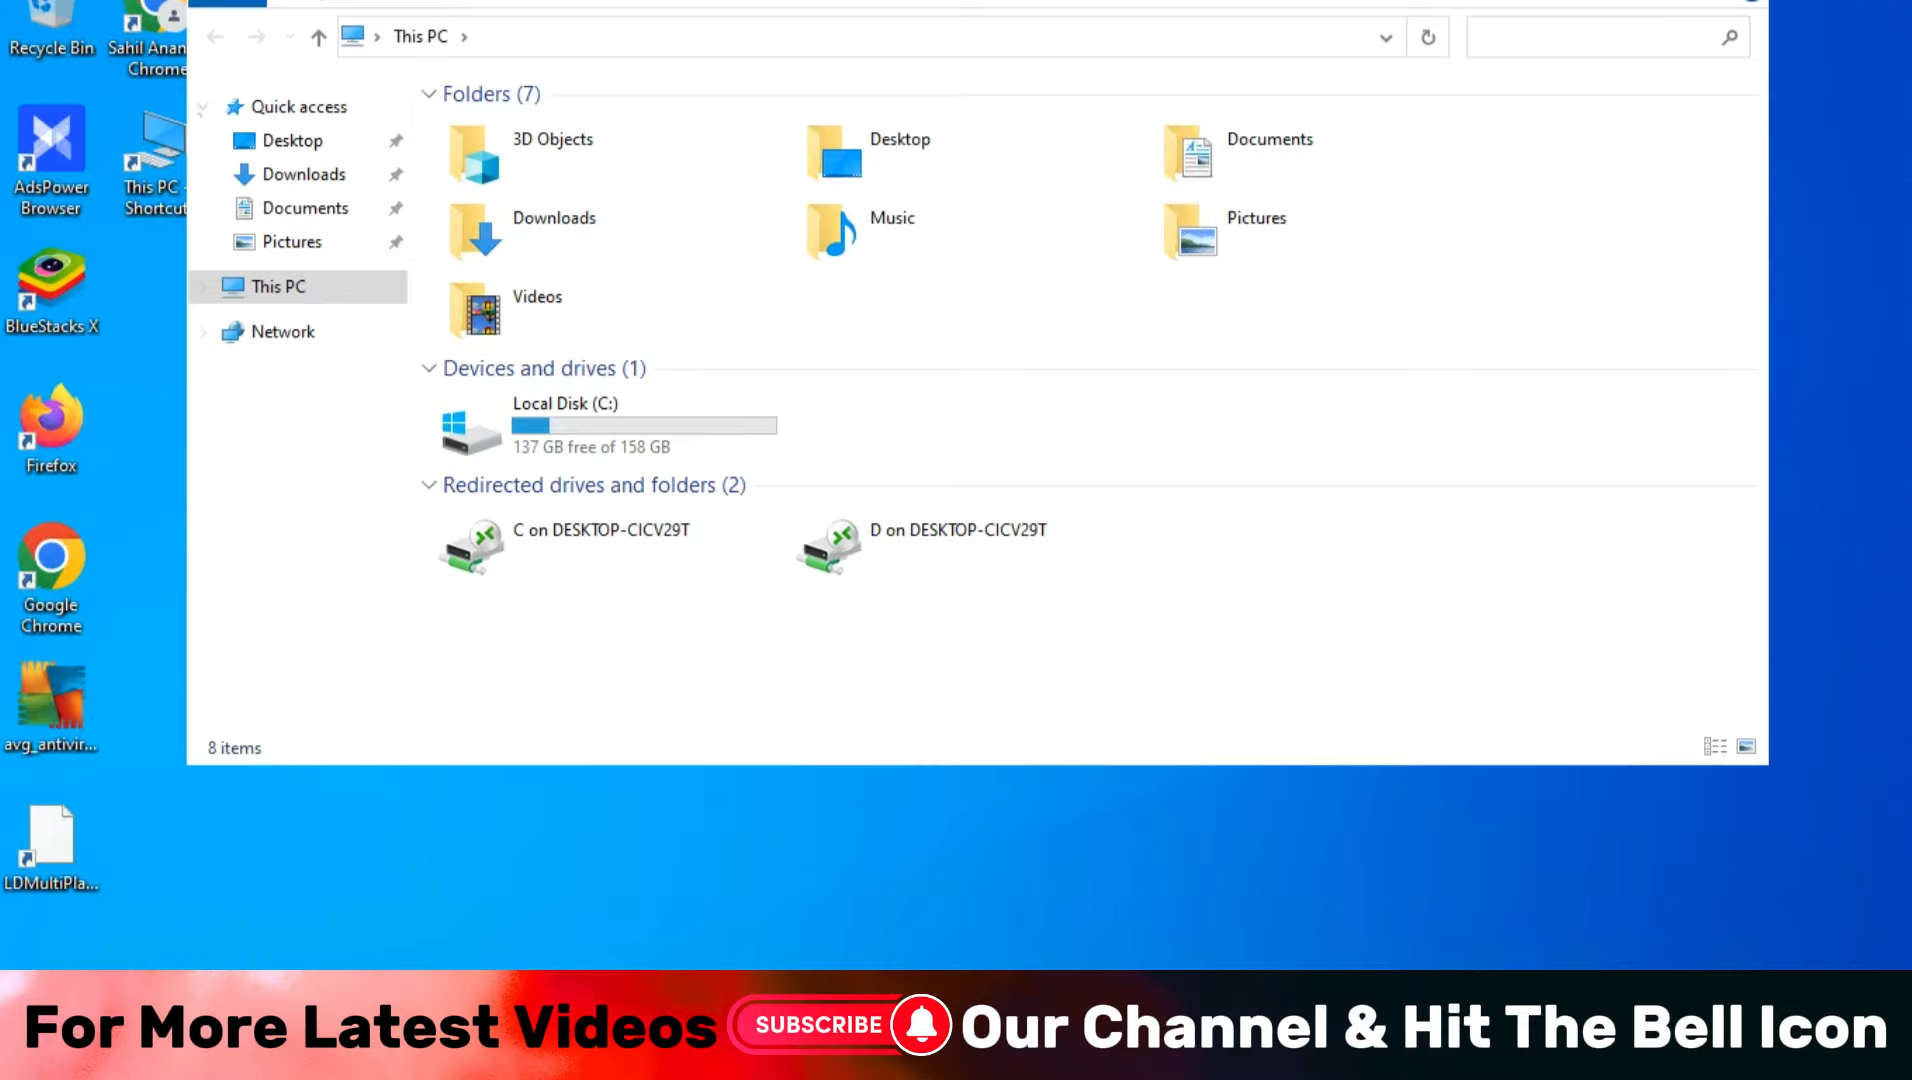 Recycle Bin
Sahil Anan
Chrome
AdsPower
Browser
This PC -
Shortcut
BlueStacks X
Firefox
Google
Chrome
avg_antivir...
LDMultiPla...
This PC
Quick access
Desktop
Downloads
Documents
Pictures
This PC
Network
Folders (7)
3D Objects
Desktop
Documents
Downloads
Music
Pictures
Videos
Devices and drives (1)
Local Disk (C:)
137 GB free of 158 GB
Redirected drives and folders (2)
C on DESKTOP-CICV29T
D on DESKTOP-CICV29T
8 items
For More Latest Videos SUBSCRIBE Our Channel & Hit The Bell Icon